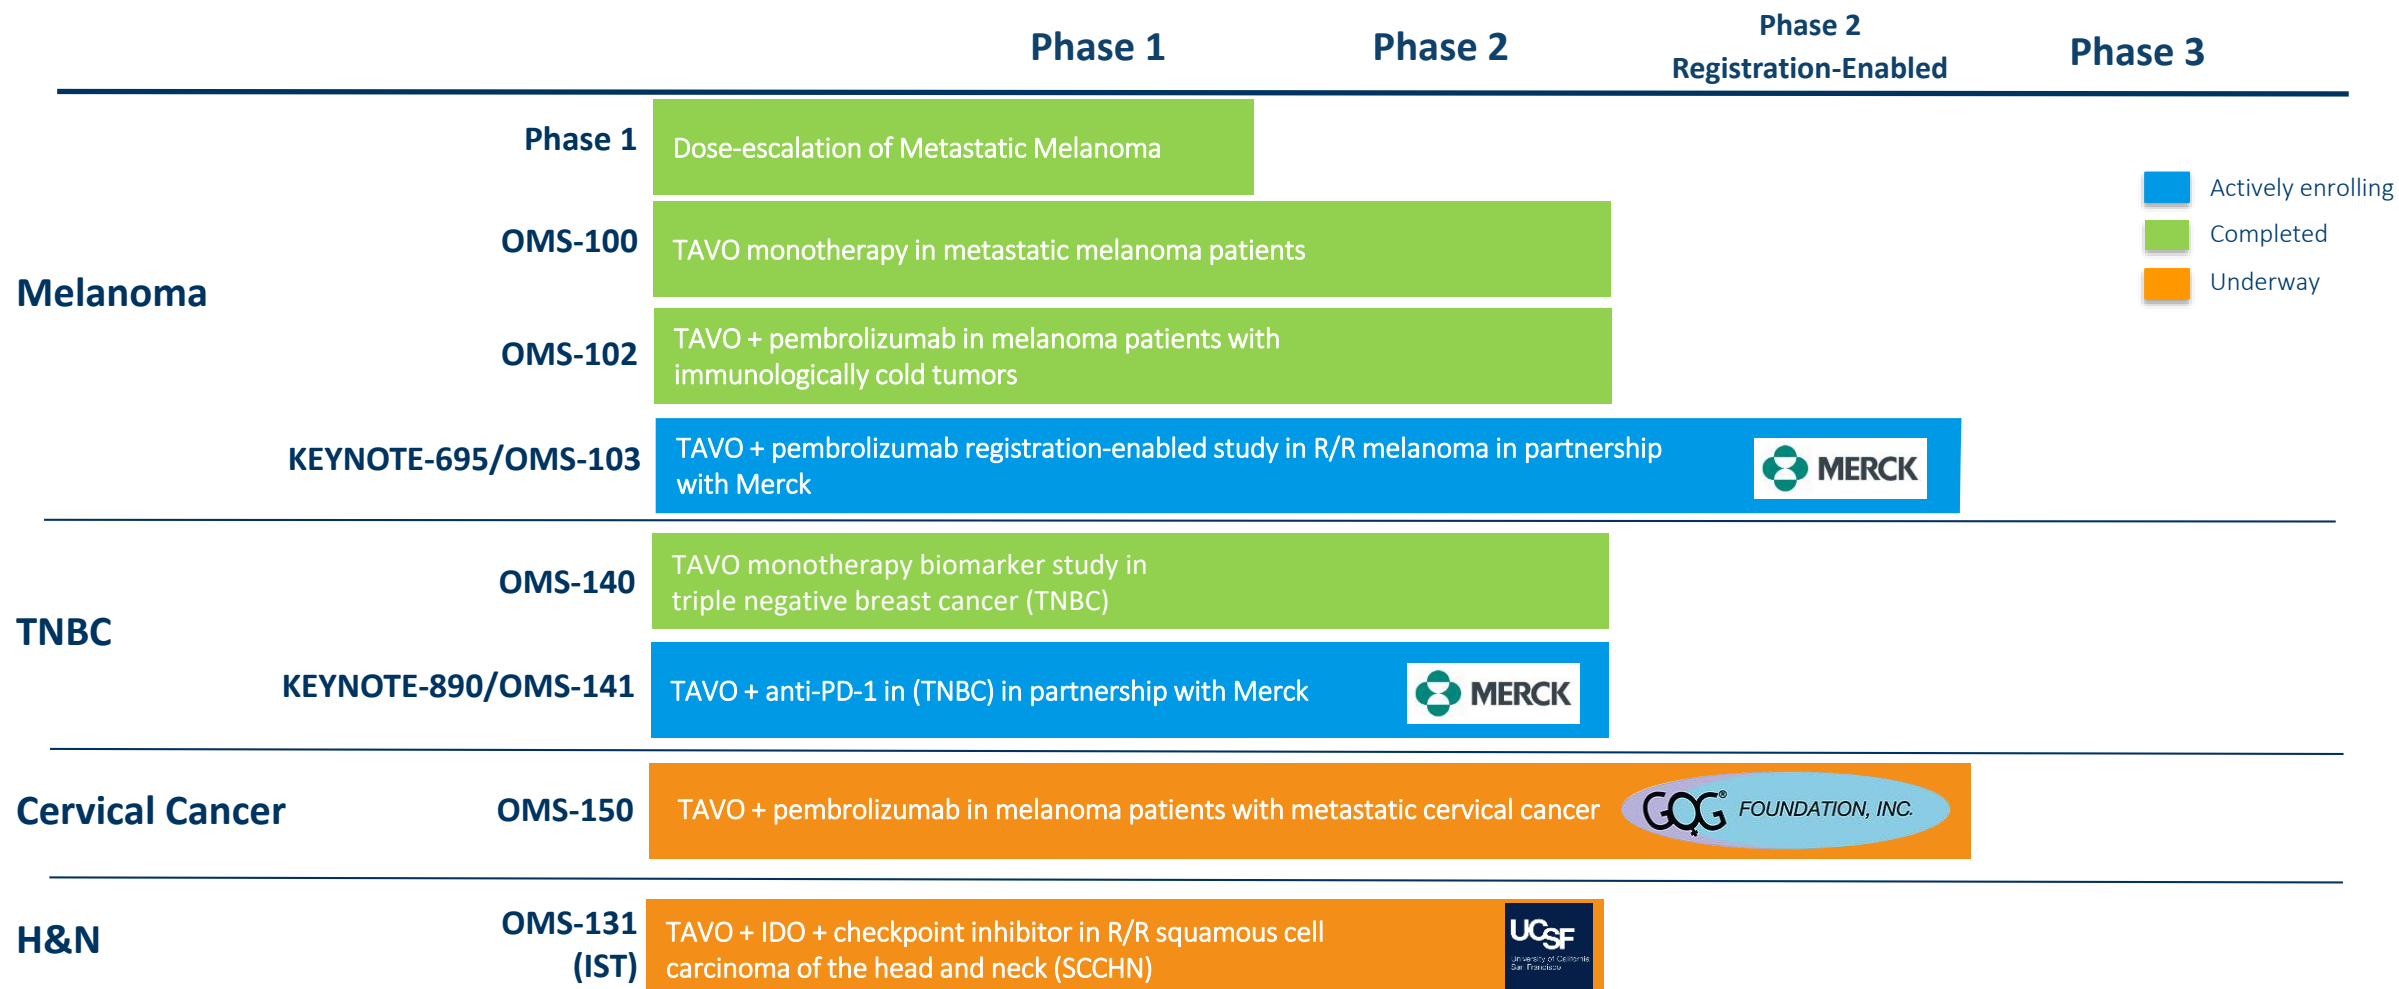 Phase 1
Phase 2
Phase 2
Registration-Enabled
Phase 3
Actively enrolling
Completed
Underway
Melanoma
Phase 1
Dose-escalation of Metastatic Melanoma
OMS-100
TAVO monotherapy in metastatic melanoma patients
OMS-102
TAVO + pembrolizumab in melanoma patients with
immunologically cold tumors
KEYNOTE-695/OMS-103
TAVO + pembrolizumab registration-enabled study in R/R melanoma in partnership
with Merck
MERCK
TNBC
OMS-140
TAVO monotherapy biomarker study in
triple negative breast cancer (TNBC)
KEYNOTE-890/OMS-141
TAVO + anti-PD-1 in (TNBC) in partnership with Merck
MERCK
Cervical Cancer
OMS-150
TAVO + pembrolizumab in melanoma patients with metastatic cervical cancer
GOG® FOUNDATION, INC.
H&N
OMS-131
(IST)
TAVO + IDO + checkpoint inhibitor in R/R squamous cell
carcinoma of the head and neck (SCCHN)
UCSF
University of California
San Francisco